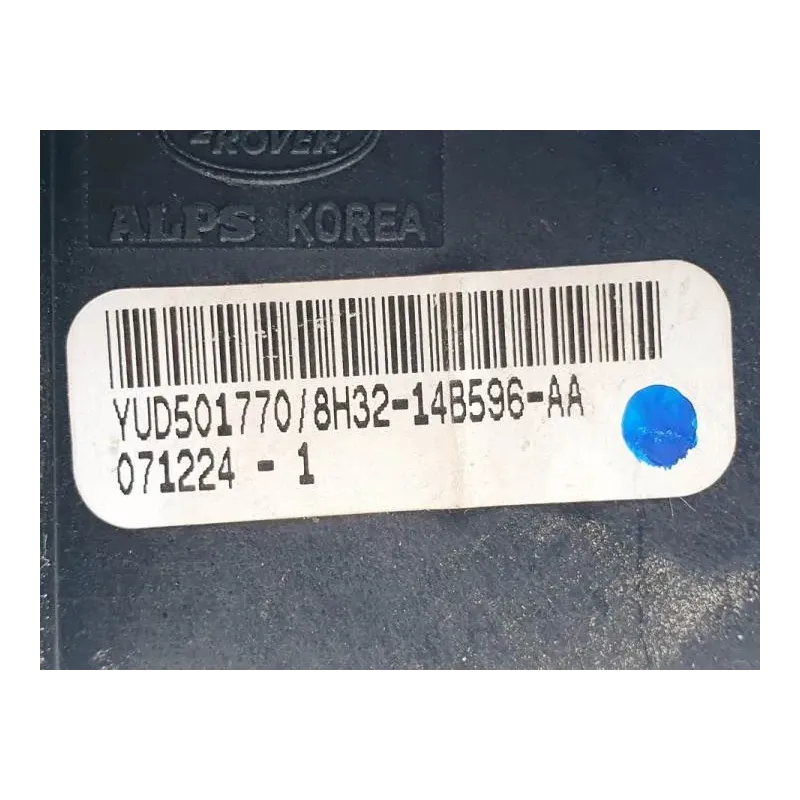 ROVER
ALPS KOREA
YUD501770/8H32-14B596-AA
071224 - 1